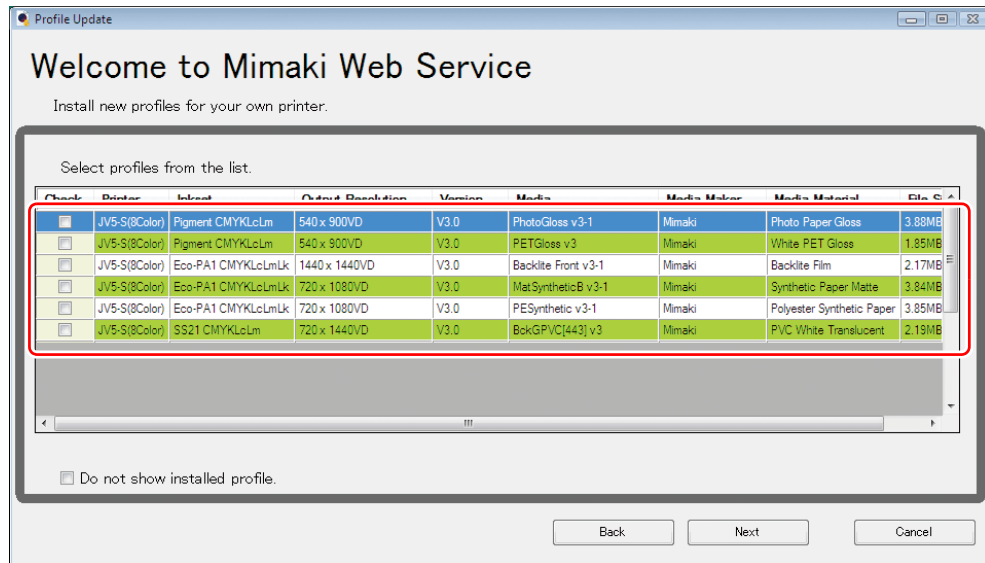 Profile Update
Welcome to Mimaki Web Service
Install new profiles for your own printer.
Select profiles from the list.
Check Printer Inkset Output Resolution Version Media Media Maker Media Material File S
JV5-S(8Color) Pigment CMYKLcLm 540 x 900VD V3.0 PhotoGloss v3-1 Mimaki Photo Paper Gloss 3.88MB
JV5-S(8Color) Pigment CMYKLcLm 540 x 900VD V3.0 PETGloss v3 Mimaki White PET Gloss 1.85MB
JV5-S(8Color) Eco-PA1 CMYKLcLmLk 1440 x 1440VD V3.0 Backlite Front v3-1 Mimaki Backlite Film 2.17MB
JV5-S(8Color) Eco-PA1 CMYKLcLmLk 720 x 1080VD V3.0 MatSyntheticB v3-1 Mimaki Synthetic Paper Matte 3.84MB
JV5-S(8Color) Eco-PA1 CMYKLcLmLk 720 x 1080VD V3.0 PESynthetic v3-1 Mimaki Polyester Synthetic Paper 3.85MB
JV5-S(8Color) SS21 CMYKLcLm 720 x 1440VD V3.0 BckGPVC[443] v3 Mimaki PVC White Translucent 2.19MB
Do not show installed profile.
Back Next Cancel